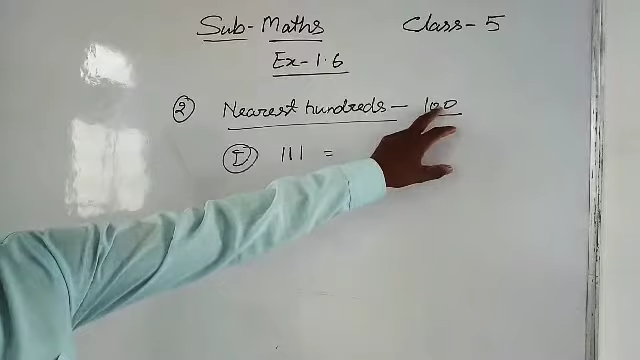 Sub-Maths Class-5
Ex-1.6
② Nearest hundreds- 100
Ⓘ 111 =